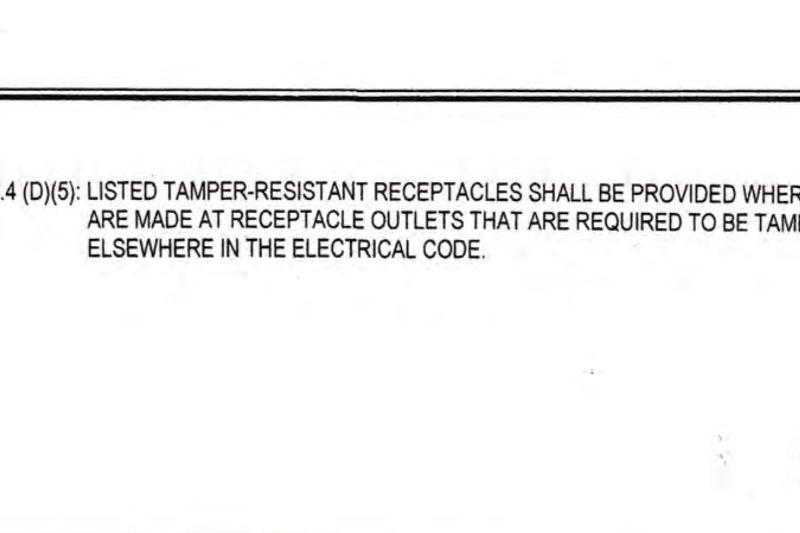 .4 (D)(5): LISTED TAMPER-RESISTANT RECEPTACLES SHALL BE PROVIDED WHER
ARE MADE AT RECEPTACLE OUTLETS THAT ARE REQUIRED TO BE TAM
ELSEWHERE IN THE ELECTRICAL CODE.